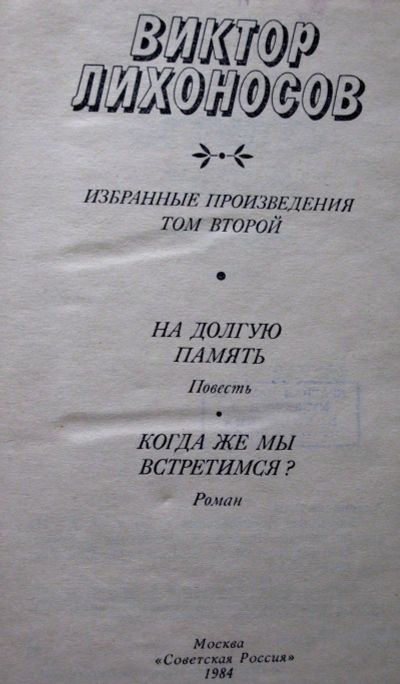 ВИКТОР
ЛИХОНОСОВ
ИЗБРАННЫЕ ПРОИЗВЕДЕНИЯ
ТОМ ВТОРОЙ
НА ДОЛГУЮ
ПАМЯТЬ
Повесть
КОГДА ЖЕ МЫ
ВСТРЕТИМСЯ?
Роман
Москва
«Советская Россия»
1984